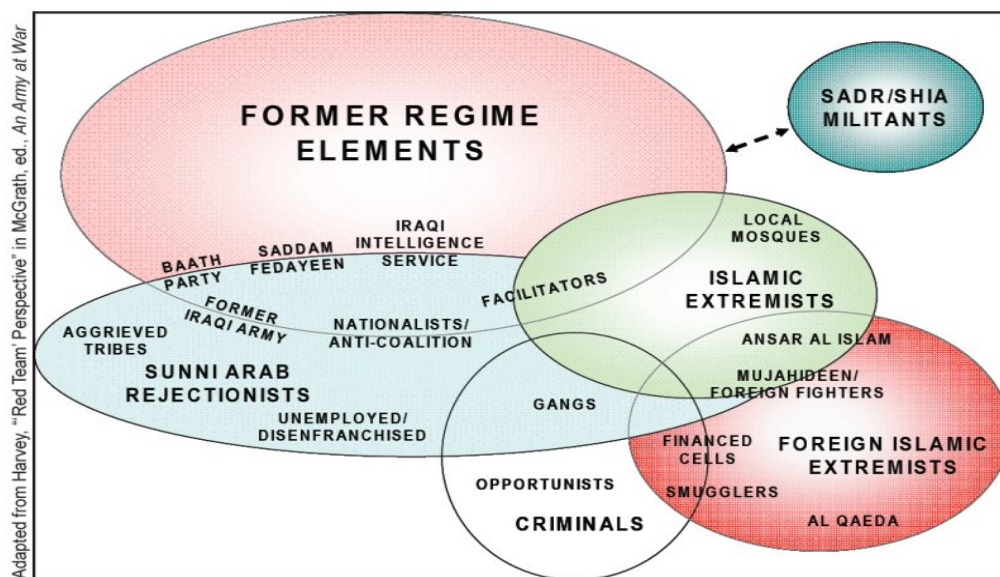 Adapted from Harvey, "'Red Team' Perspective" in McGrath, ed., An Army at War
FORMER REGIME
ELEMENTS
SADR/SHIA
MILITANTS
BAATH
PARTY
SADDAM
FEDAYEEN
IRAQI
INTELLIGENCE
SERVICE
LOCAL
MOSQUES
FORMER
IRAQI ARMY
NATIONALISTS/
ANTI-COALITION
FACILITATORS
ISLAMIC
EXTREMISTS
AGGRIEVED
TRIBES
SUNNI ARAB
REJECTIONISTS
UNEMPLOYED/
DISENFRANCHISED
GANGS
ANSAR AL ISLAM
MUJAHIDEEN/
FOREIGN FIGHTERS
FINANCED
CELLS
FOREIGN ISLAMIC
EXTREMISTS
OPPORTUNISTS
SMUGGLERS
CRIMINALS
AL QAEDA